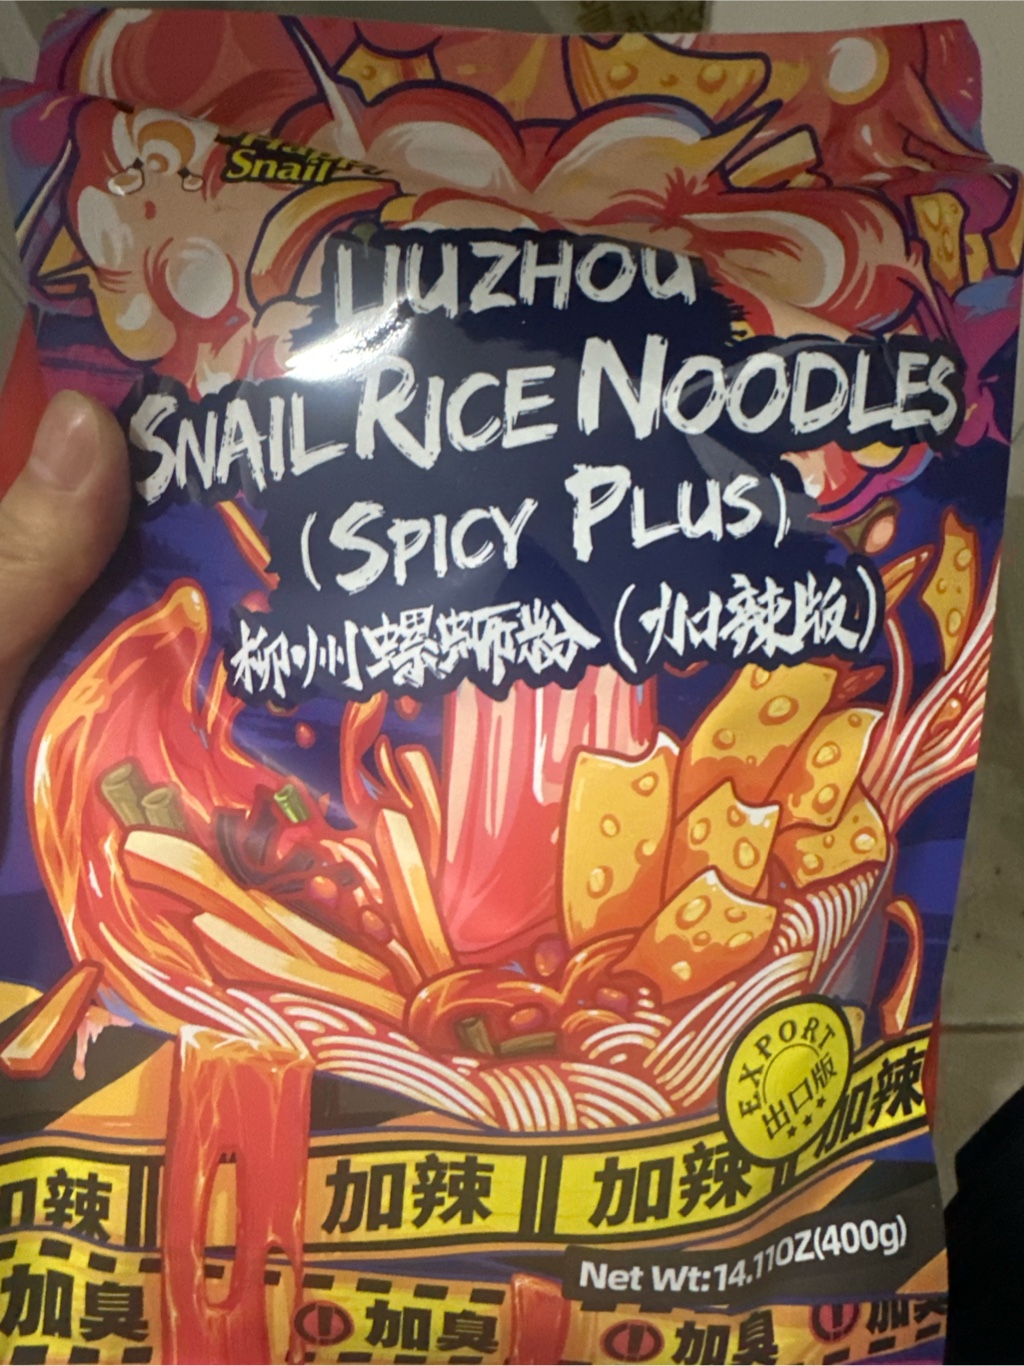 Snail
LIUZHOU
SNAIL RICE NOODLES
(SPICY PLUS)
柳州螺蛳粉(加辣版)
EXPORT
出口版
加辣
加辣
加辣
加辣
Net Wt:14.11OZ(400g)
加臭
加臭
加臭
加